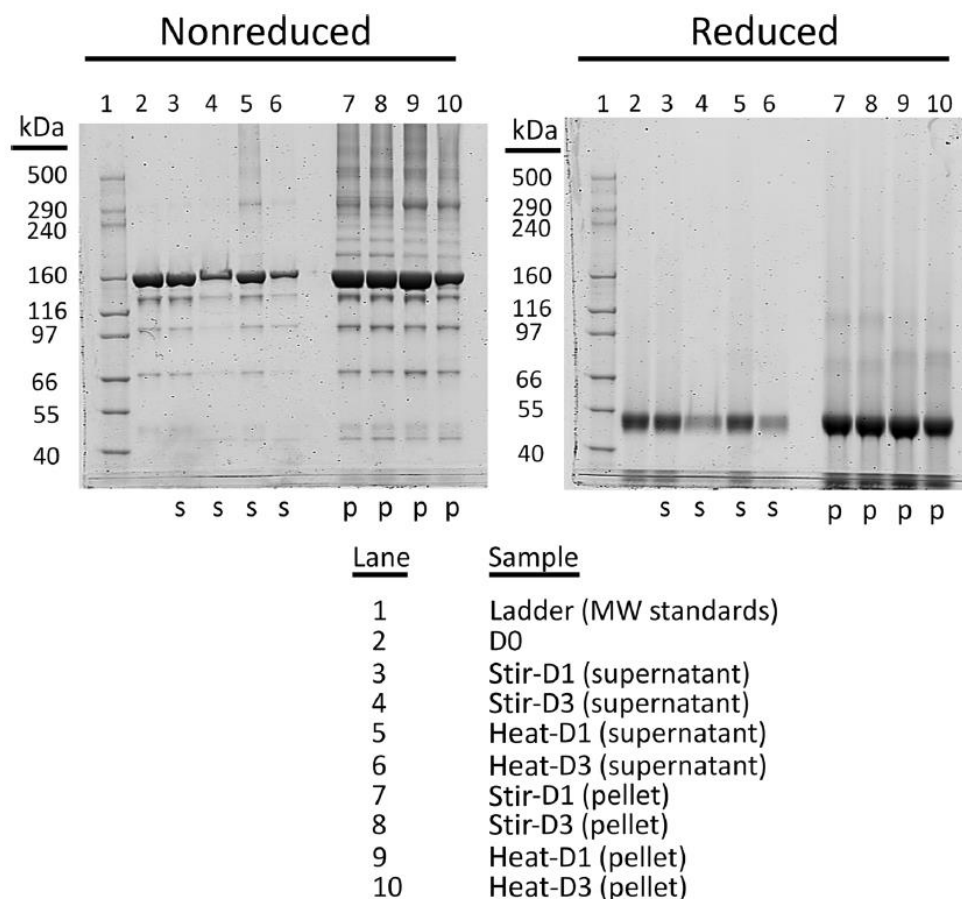 Nonreduced
1 2 3 4 5 6 7 8 9 10
kDa
500
290
240
160
116
97
66
55
40
s s s s p p p p
Reduced
1 2 3 4 5 6 7 8 9 10
kDa
500
290
240
160
116
97
66
55
40
s s s s p p p p
Lane Sample
1 Ladder (MW standards)
2 D0
3 Stir-D1 (supernatant)
4 Stir-D3 (supernatant)
5 Heat-D1 (supernatant)
6 Heat-D3 (supernatant)
7 Stir-D1 (pellet)
8 Stir-D3 (pellet)
9 Heat-D1 (pellet)
10 Heat-D3 (pellet)